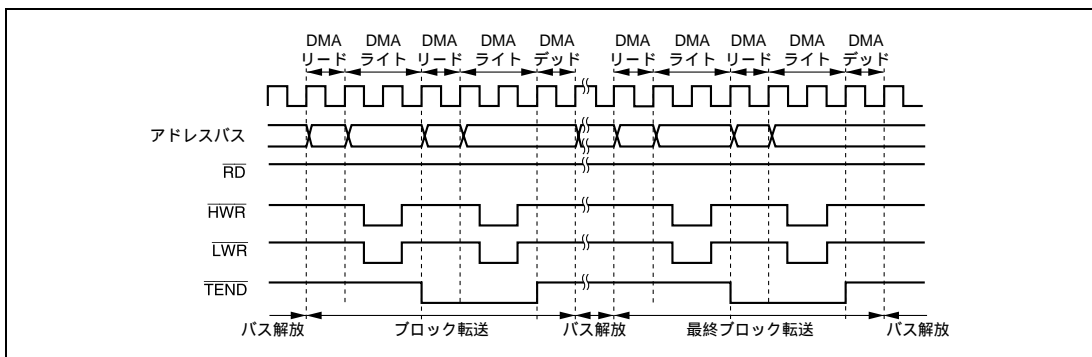 DMA DMA DMA DMA DMA DMA DMA DMA DMA DMA
リード ライト リード ライト デッド リード ライト リード ライト デッド
アドレスバス
RD
HWR
LWR
TEND
バス解放 ブロック転送 バス解放 最終ブロック転送 バス解放